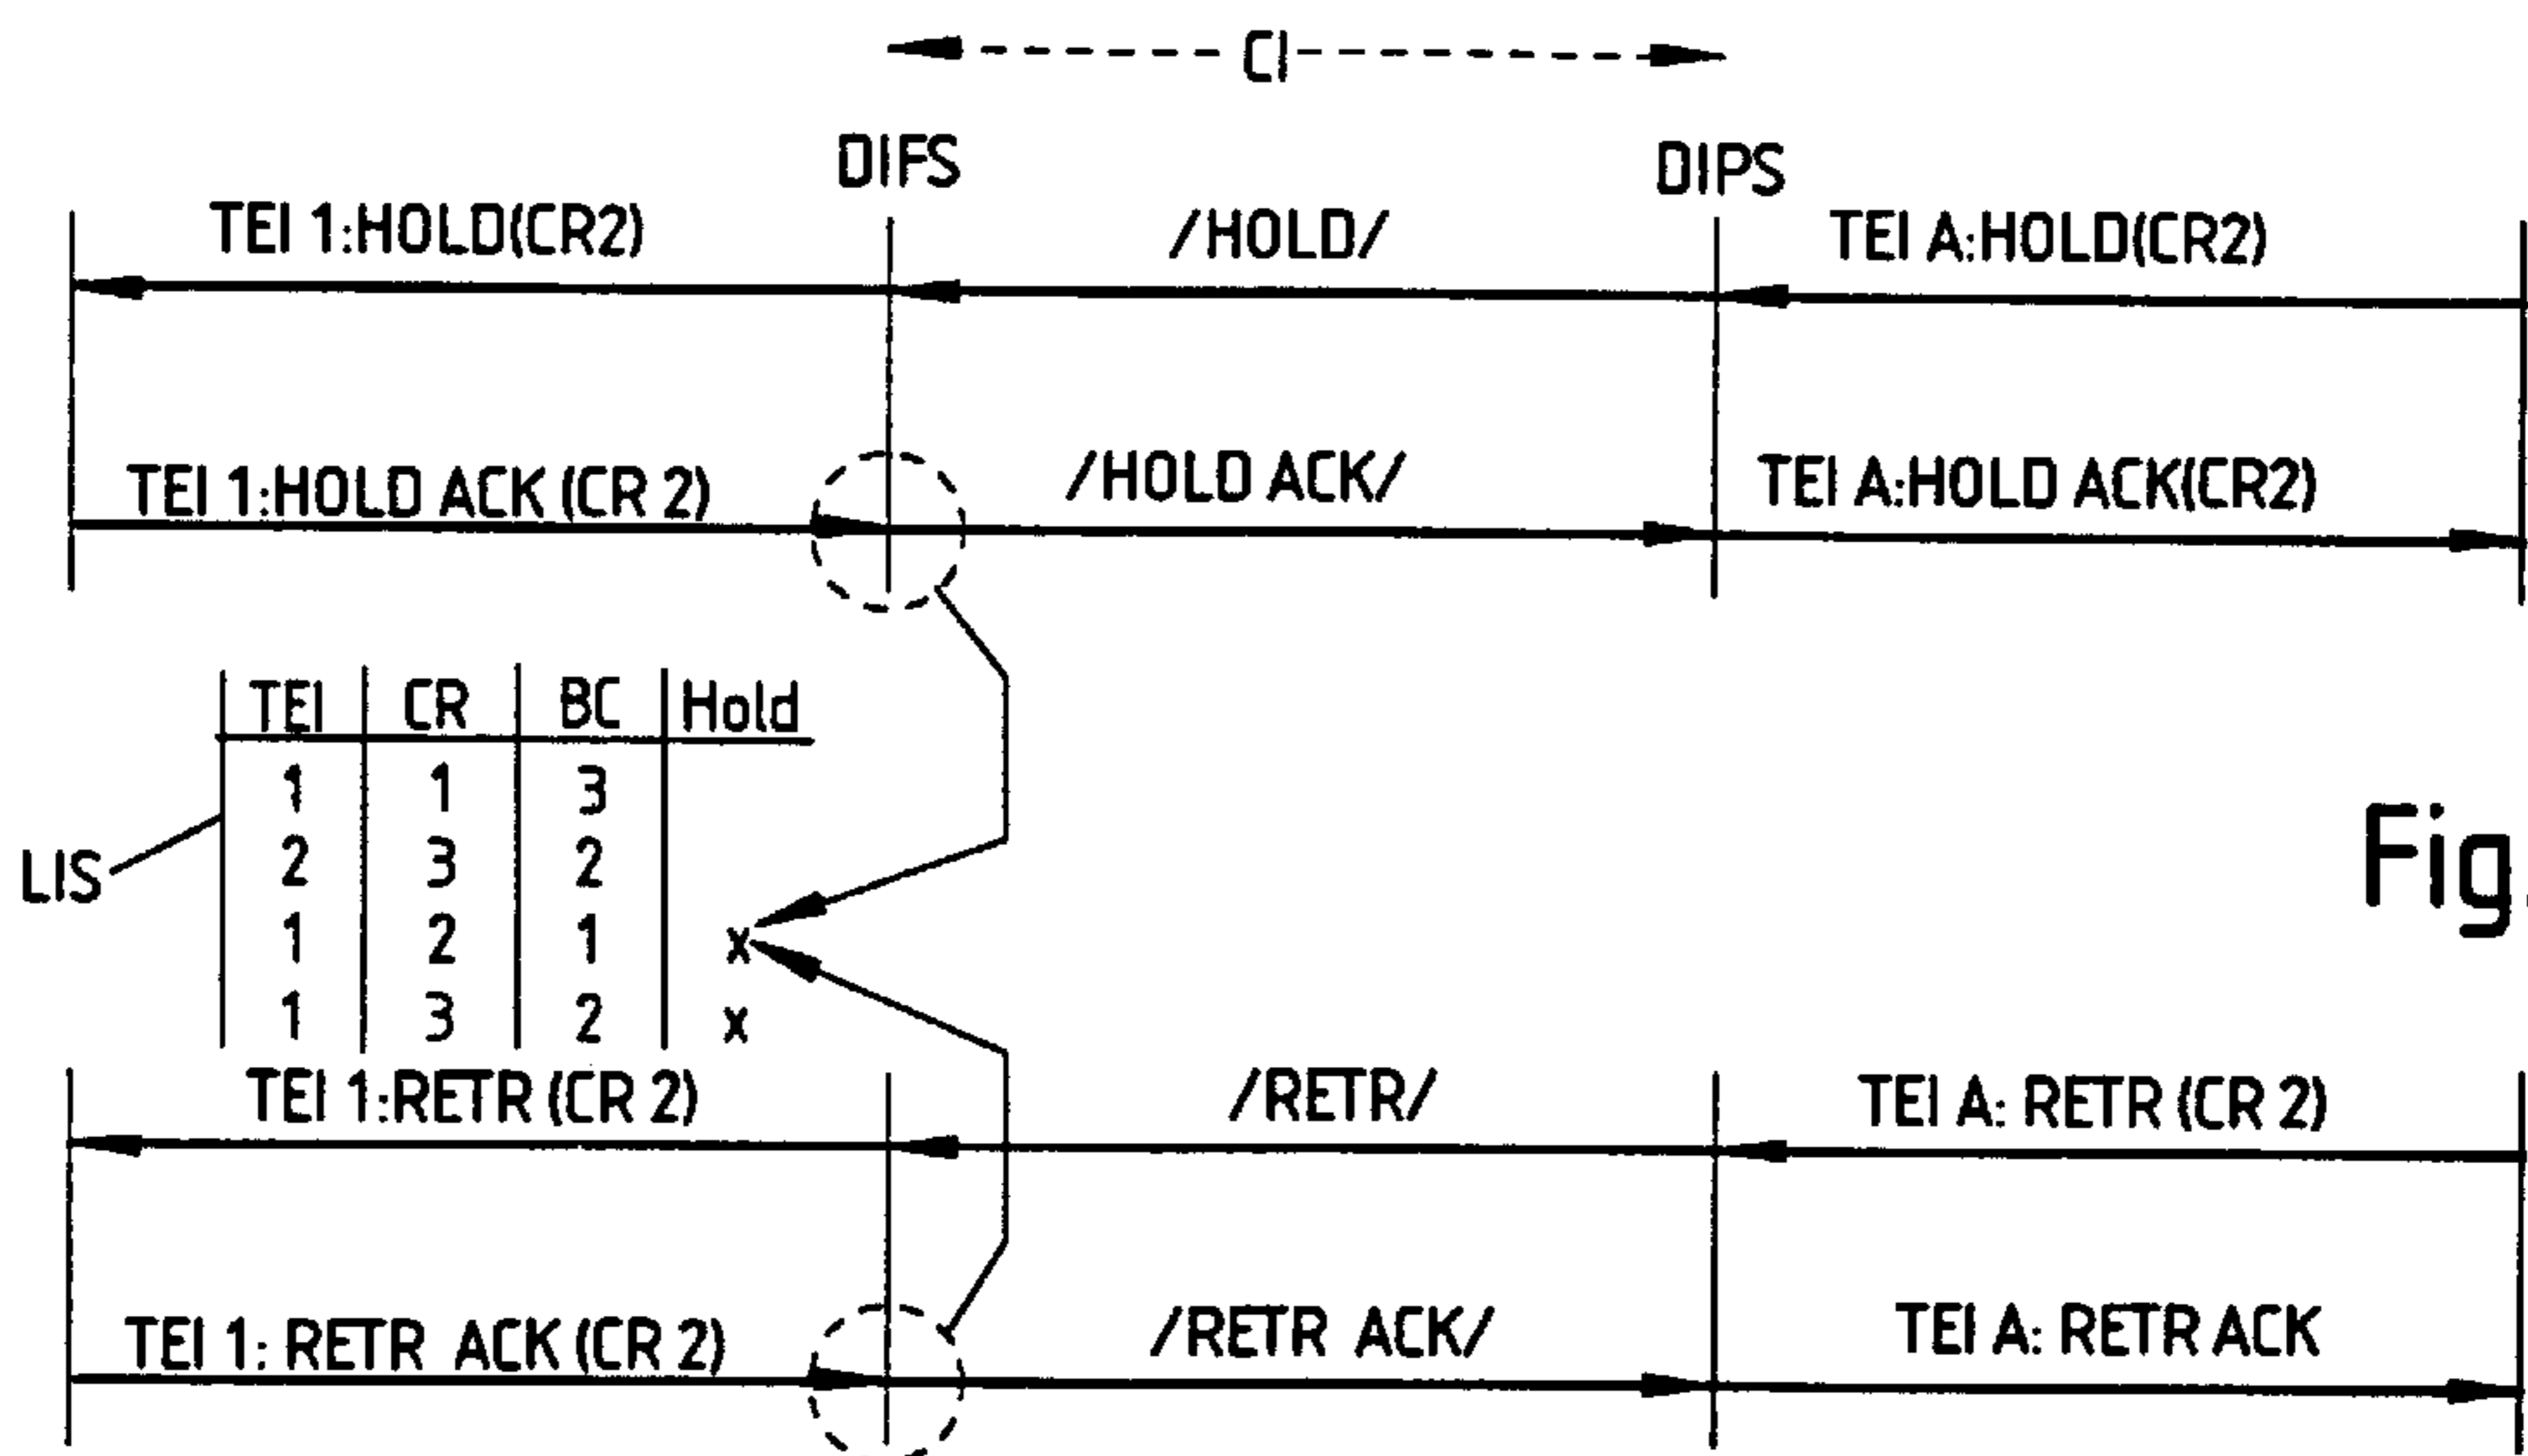 CI
DIFS DIPS
TEI 1:HOLD(CR2) /HOLD/ TEI A:HOLD(CR2)
TEI 1:HOLD ACK (CR 2) /HOLD ACK/ TEI A:HOLD ACK(CR2)
TEI CR BC Hold
1 1 3
2 3 2
LIS
1 2 1 x
1 3 2 x
Fig.
TEI 1:RETR (CR 2) /RETR/ TEI A: RETR (CR 2)
TEI 1: RETR ACK (CR 2) /RETR ACK/ TEI A: RETR ACK